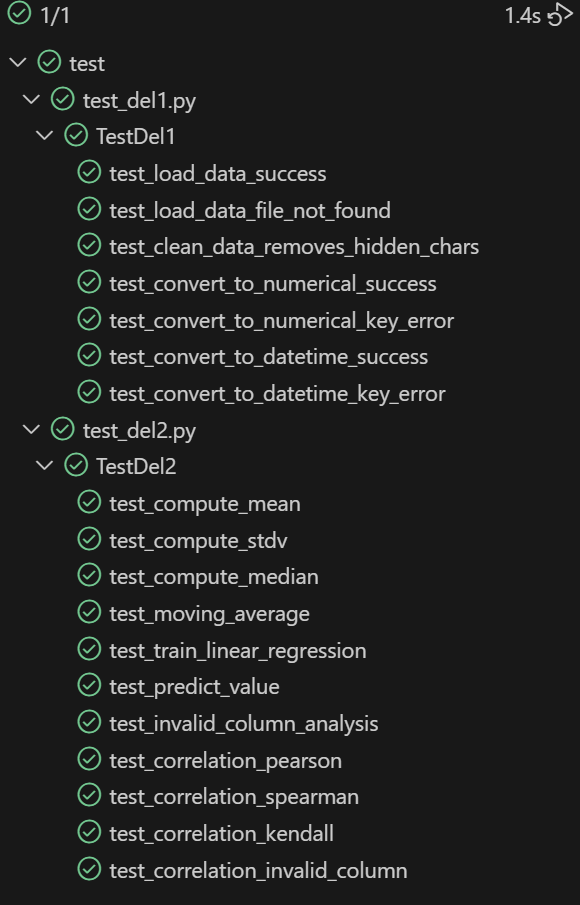 1/1 1.4s
test
test_del1.py
TestDel1
test_load_data_success
test_load_data_file_not_found
test_clean_data_removes_hidden_chars
test_convert_to_numerical_success
test_convert_to_numerical_key_error
test_convert_to_datetime_success
test_convert_to_datetime_key_error
test_del2.py
TestDel2
test_compute_mean
test_compute_stdv
test_compute_median
test_moving_average
test_train_linear_regression
test_predict_value
test_invalid_column_analysis
test_correlation_pearson
test_correlation_spearman
test_correlation_kendall
test_correlation_invalid_column